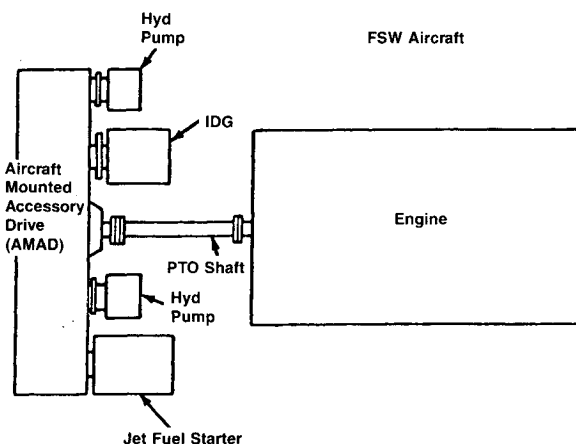 Hyd
Pump
FSW Aircraft
IDG
Aircraft
Mounted
Accessory
Drive
(AMAD)
Engine
PTO Shaft
Hyd
Pump
Jet Fuel Starter